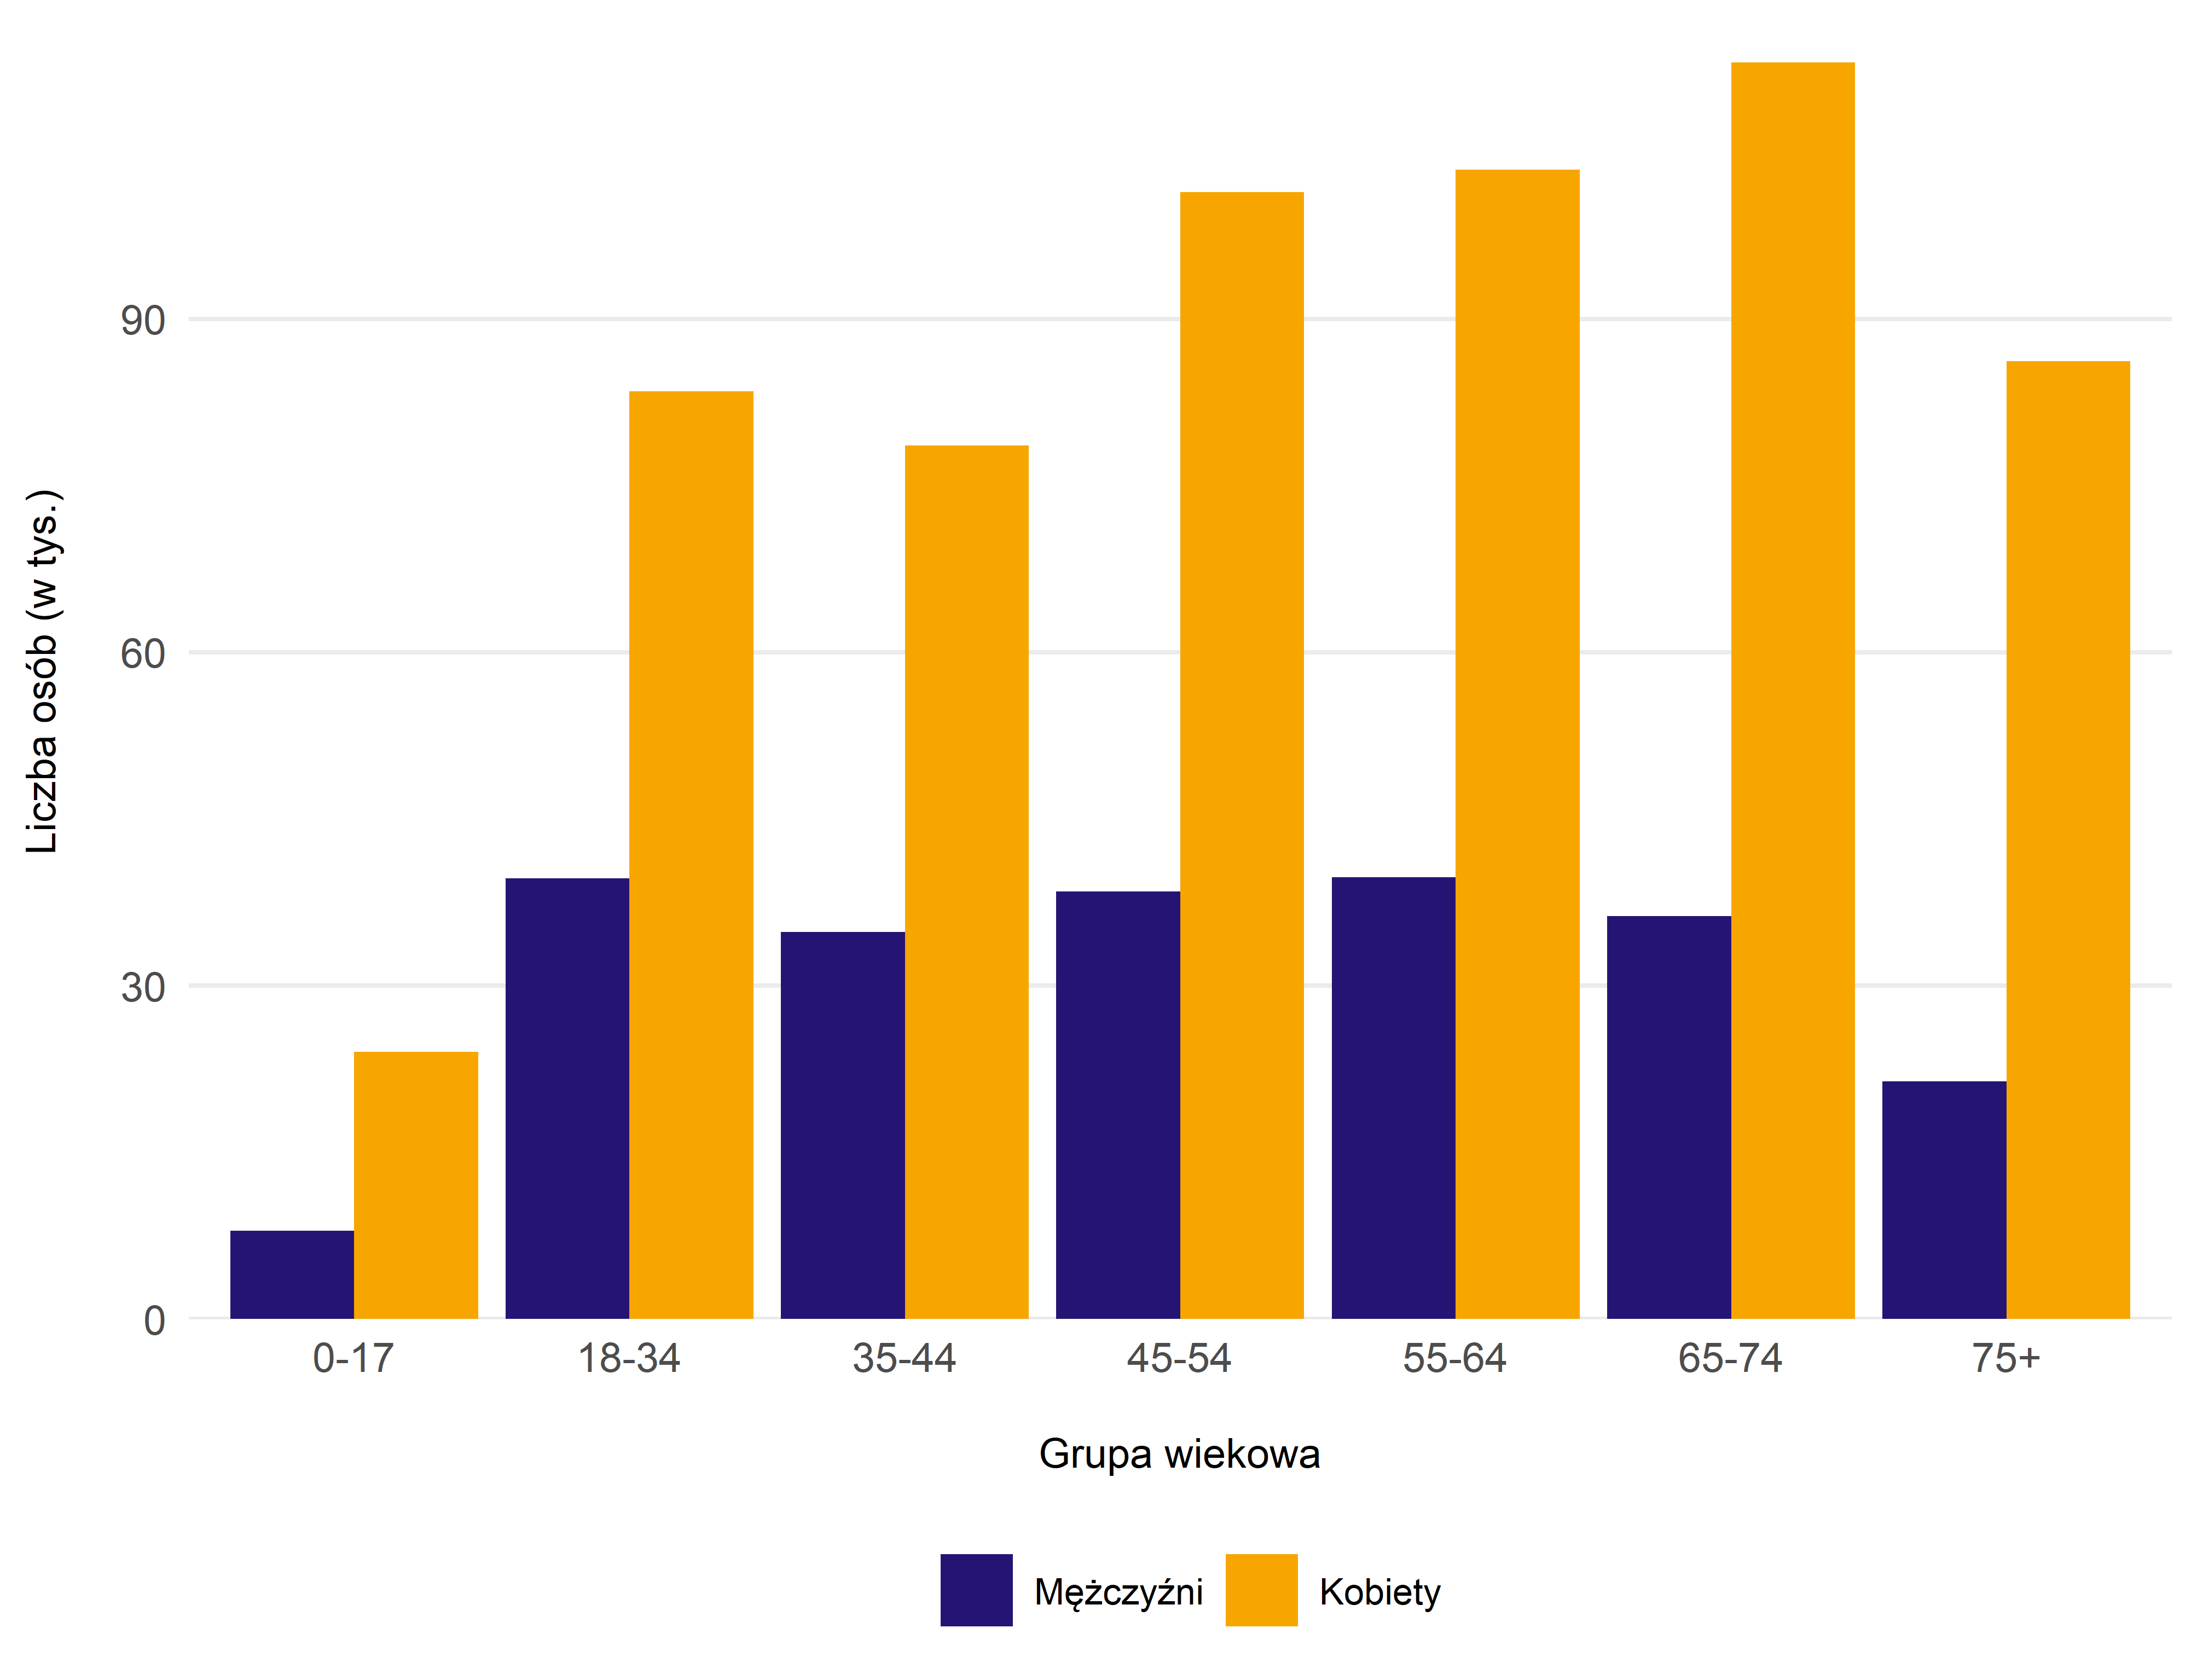 Liczba osób (w tys.)
90
60
30
0
0-17 18-34 35-44 45-54 55-64 65-74 75+
Grupa wiekowa
Mężczyźni Kobiety